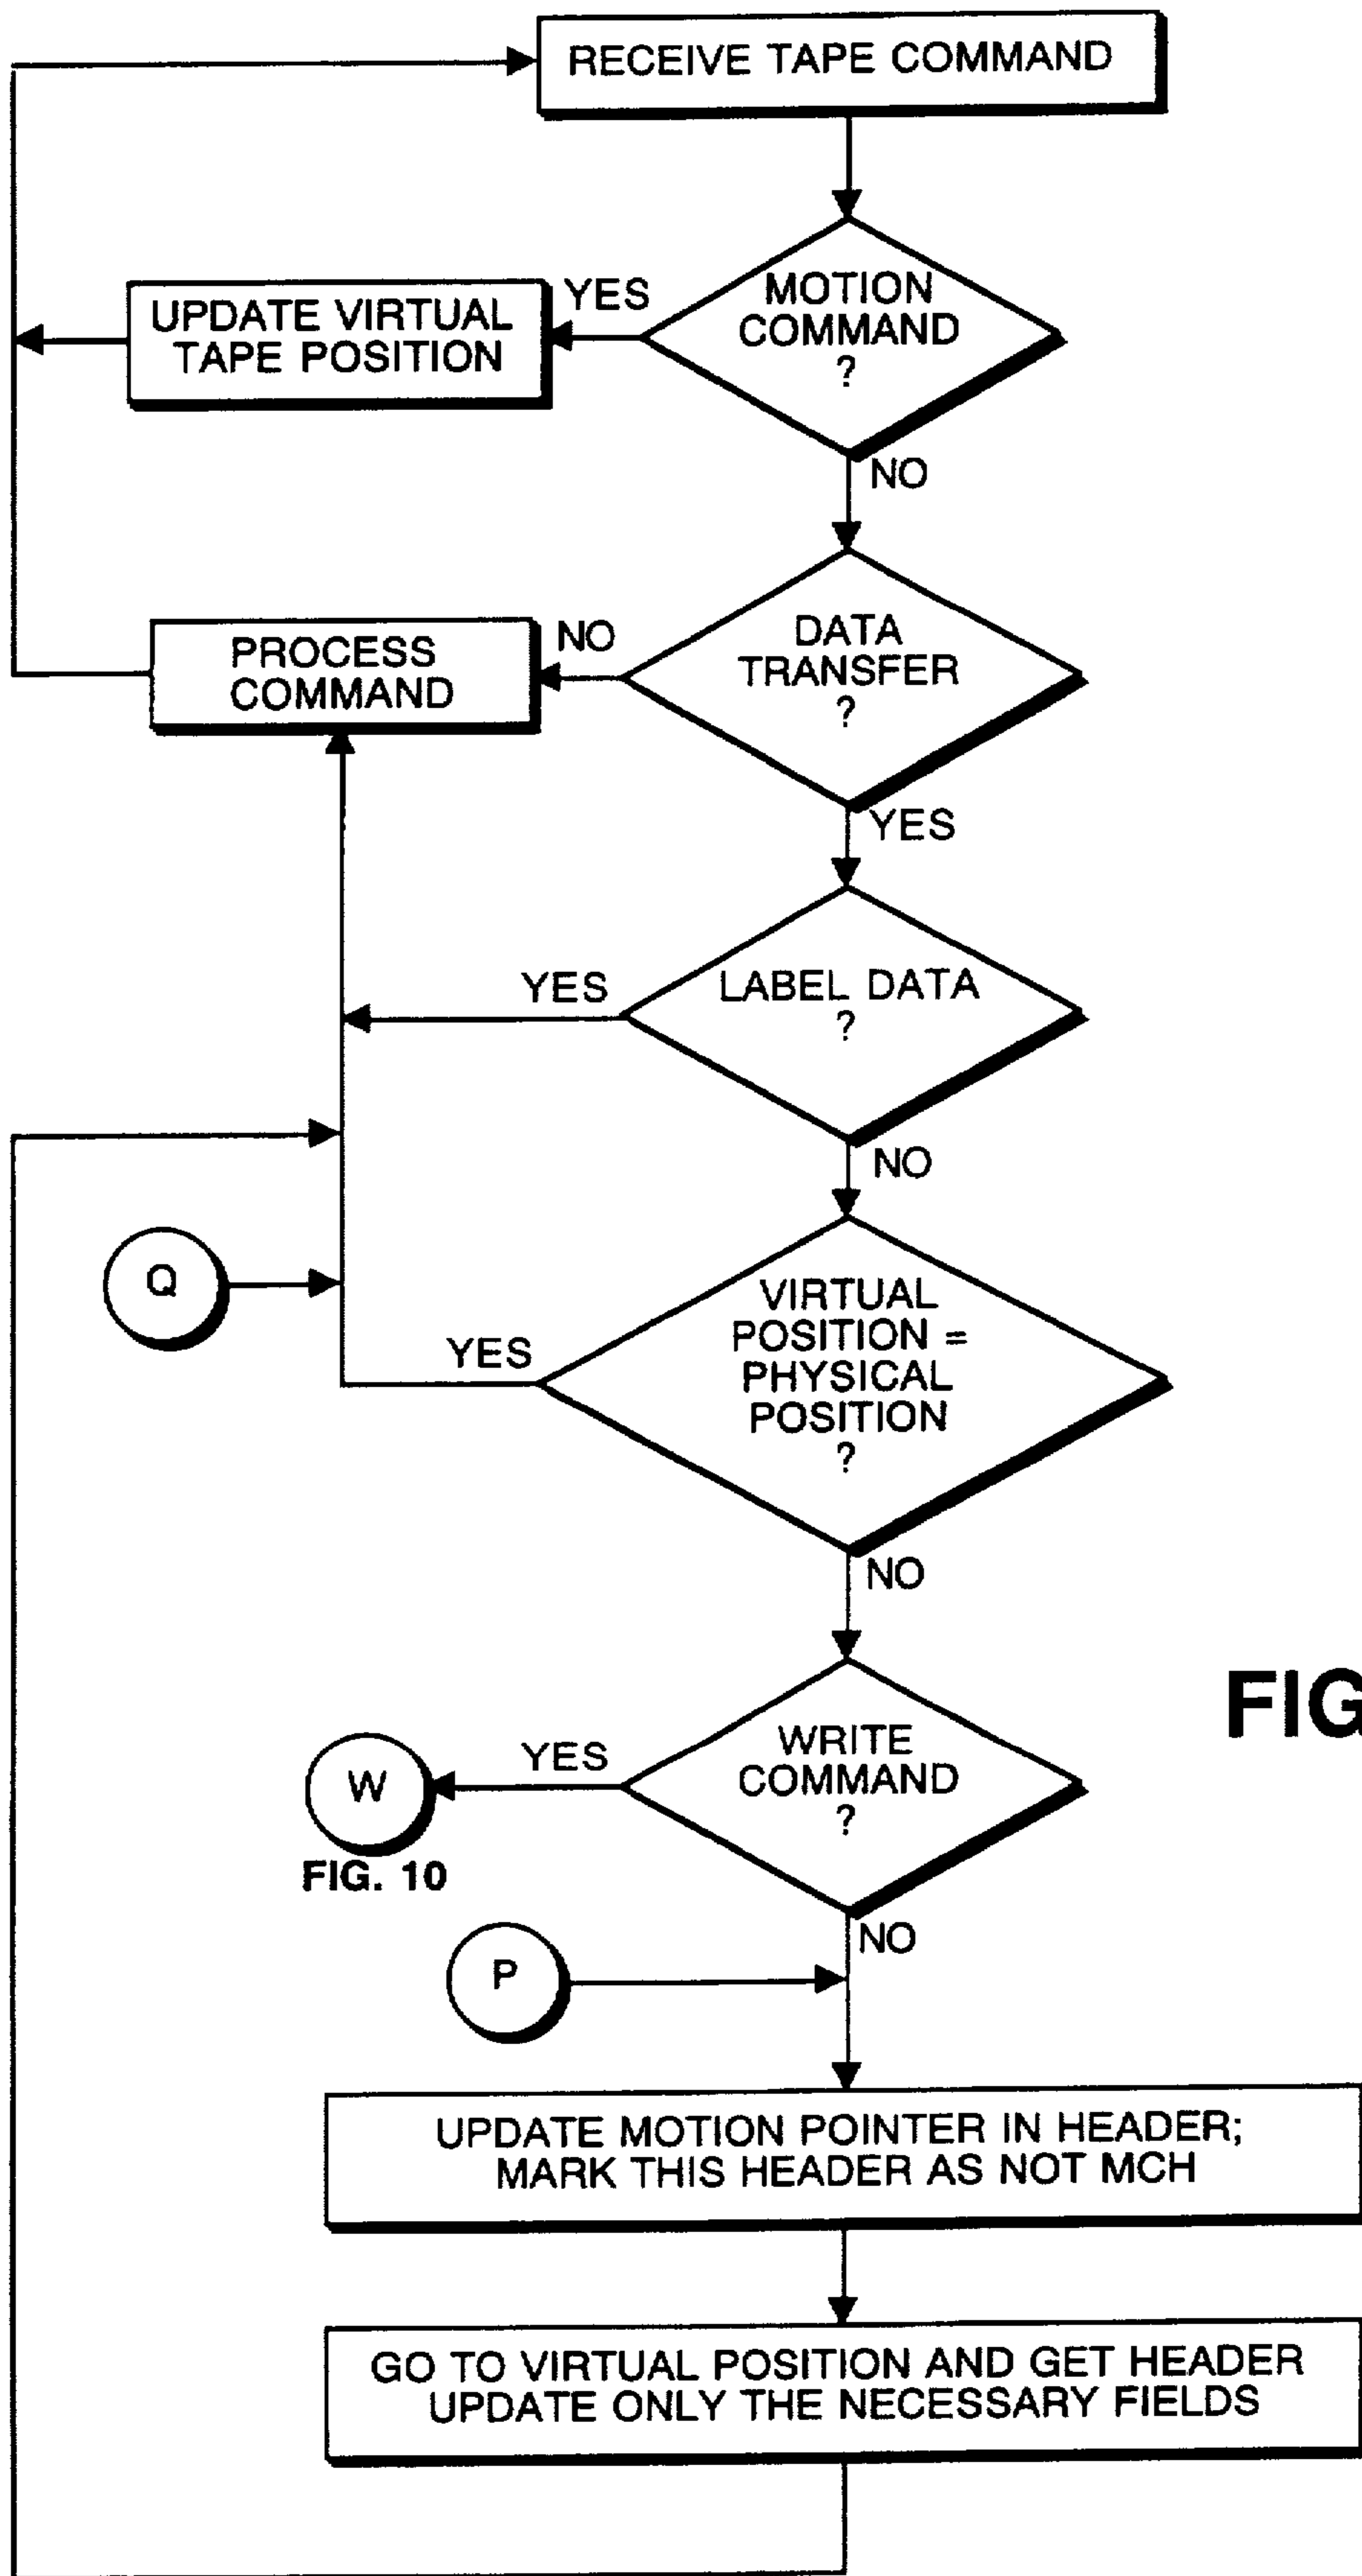 RECEIVE TAPE COMMAND
MOTION
COMMAND
?
YES
UPDATE VIRTUAL
TAPE POSITION
NO
DATA
TRANSFER
?
NO
PROCESS
COMMAND
YES
LABEL DATA
?
YES
NO
Q
VIRTUAL
POSITION =
PHYSICAL
POSITION
?
YES
NO
FIG
WRITE
COMMAND
?
YES
W
FIG. 10
NO
P
UPDATE MOTION POINTER IN HEADER;
MARK THIS HEADER AS NOT MCH
GO TO VIRTUAL POSITION AND GET HEADER
UPDATE ONLY THE NECESSARY FIELDS